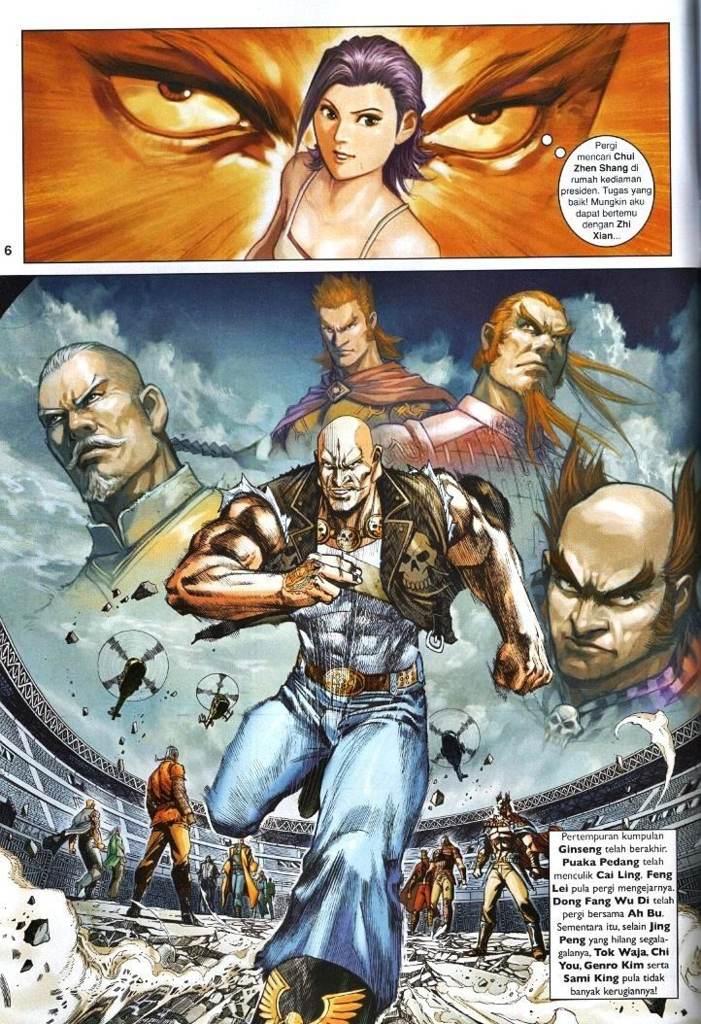 Pergi
mencari Chui
Zhen Shang di
rumah kediaman
presiden. Tugas yang
baik! Mungkin aku
dapat bertemu
dengan Zhi
Xian...
6
Pertempuran kumpulan
Ginseng telah berakhir.
Puaka Pedang telah
menculik Cai Ling. Feng
Lei pula pergi mengejarnya.
Dong Fang Wu Di telah
pergi bersama Ah Bu.
Sementara itu, selain Jing
Peng yang hilang segala-
galanya, Tok Waja, Chi
You, Genro Kim serta
Sami King pula tidak
banyak kerugiannya!